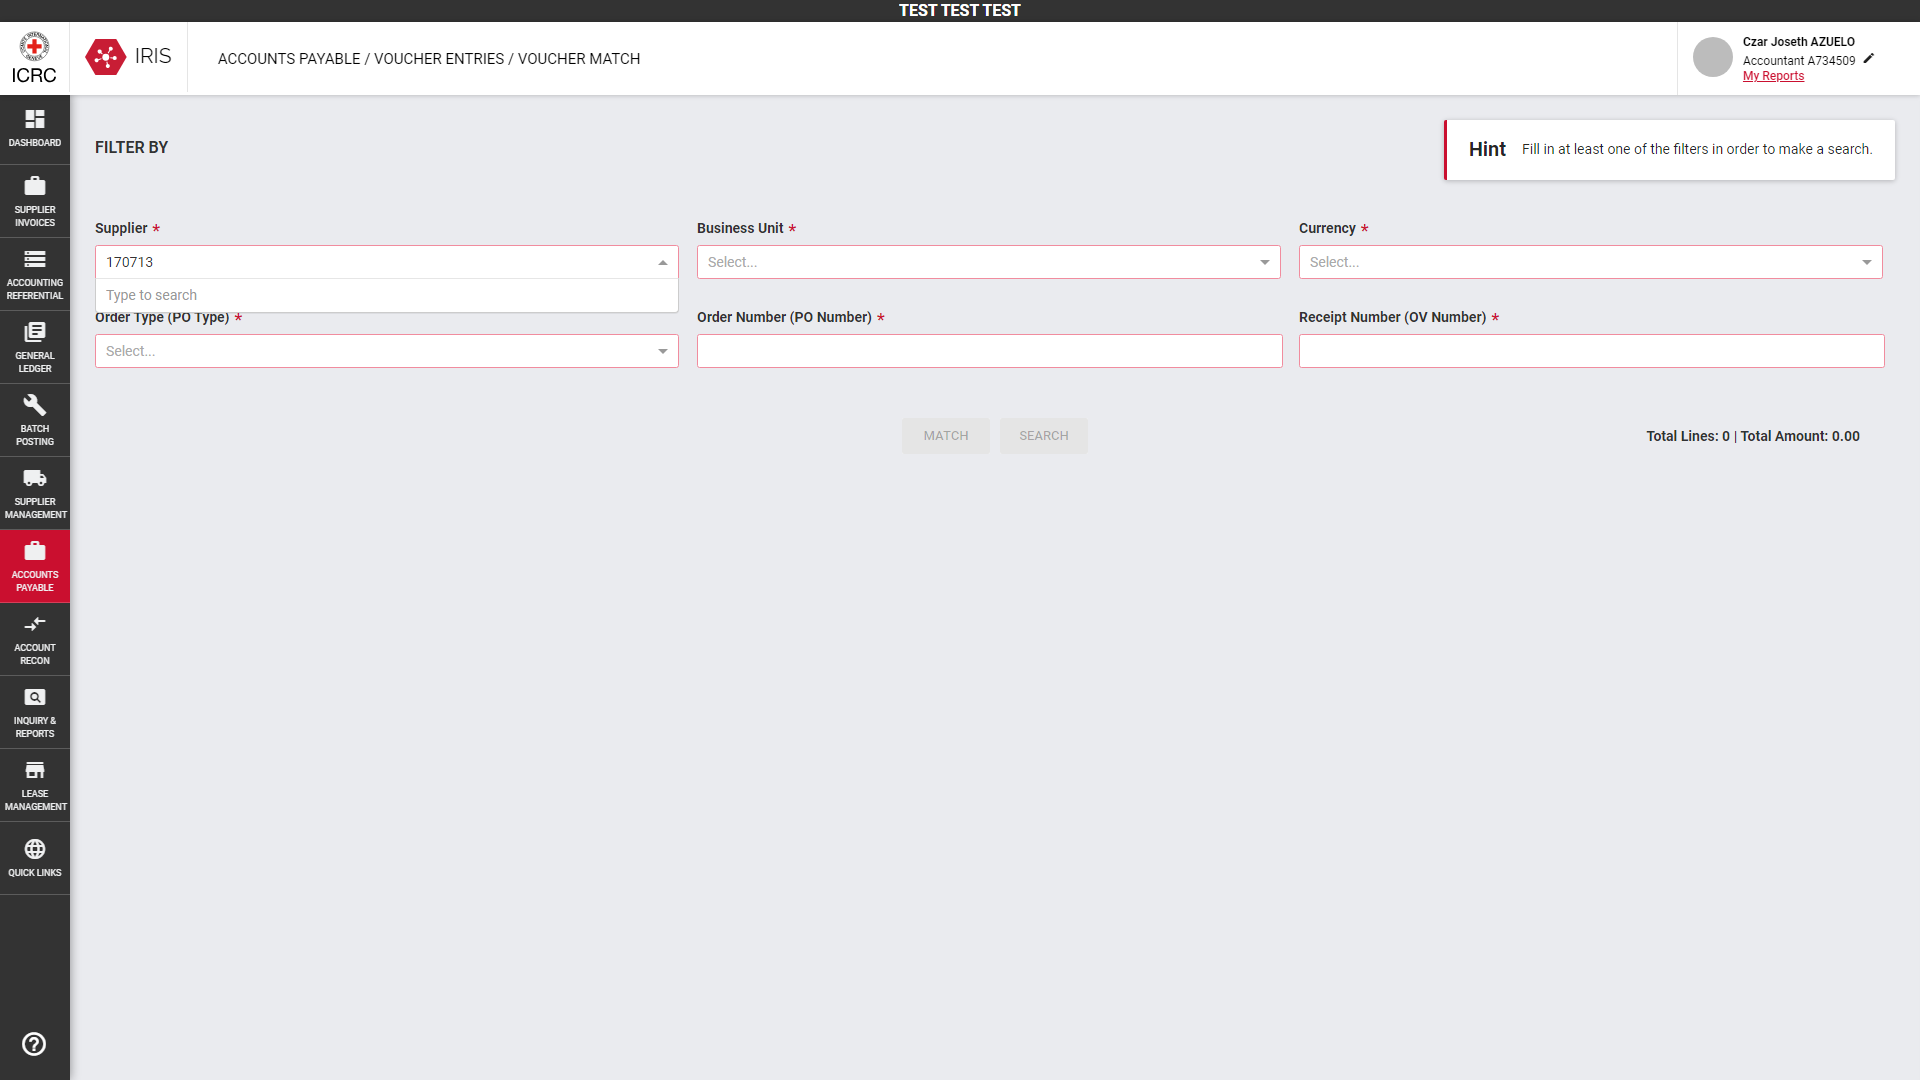 TEST TEST TEST
ICRC
IRIS
ACCOUNTS PAYABLE / VOUCHER ENTRIES / VOUCHER MATCH
Czar Joseth AZUELO
Accountant A734509
My Reports
DASHBOARD
SUPPLIER
INVOICES
ACCOUNTING
REFERENTIAL
GENERAL
LEDGER
BATCH
POSTING
SUPPLIER
MANAGEMENT
ACCOUNTS
PAYABLE
ACCOUNT
RECON
INQUIRY &
REPORTS
LEASE
MANAGEMENT
QUICK LINKS
FILTER BY
Hint Fill in at least one of the filters in order to make a search.
Supplier * Business Unit * Currency *
170713 Select... Select...
Type to search
Order Type (PO Type) * Order Number (PO Number) * Receipt Number (OV Number) *
Select...
MATCH SEARCH Total Lines: 0 | Total Amount: 0.00